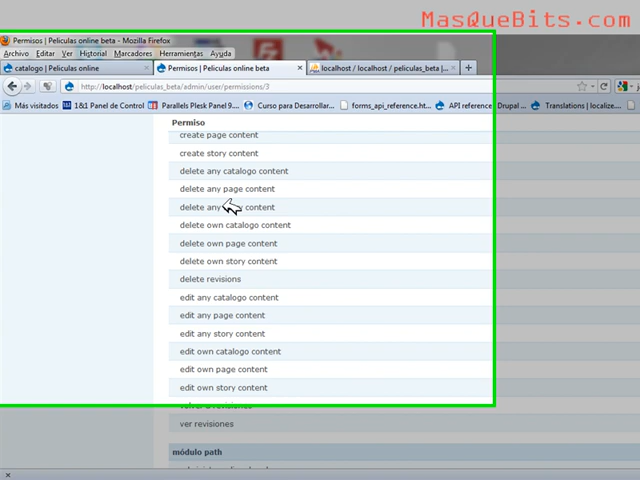 MasQueBits.com
Permisos | Peliculas online beta - Mozilla Firefox
Archivo Editar Ver Historial Marcadores Herramientas Ayuda
catalogo | Peliculas online
Permisos | Peliculas online beta
localhost / localhost / peliculas_beta |...
http://localhost/peliculas_beta/admin/user/permissions/3
Más visitados 1&1 Panel de Control Parallels Plesk Panel 9.... Curso para Desarrollar... forms_api_reference.ht... API reference Drupal ... Translations | localize....
Permiso
create page content
create story content
delete any catalogo content
delete any page content
delete any content
delete own catalogo content
delete own page content
delete own story content
delete revisions
edit any catalogo content
edit any page content
edit any story content
edit own catalogo content
edit own page content
edit own story content
ver revisiones
módulo path